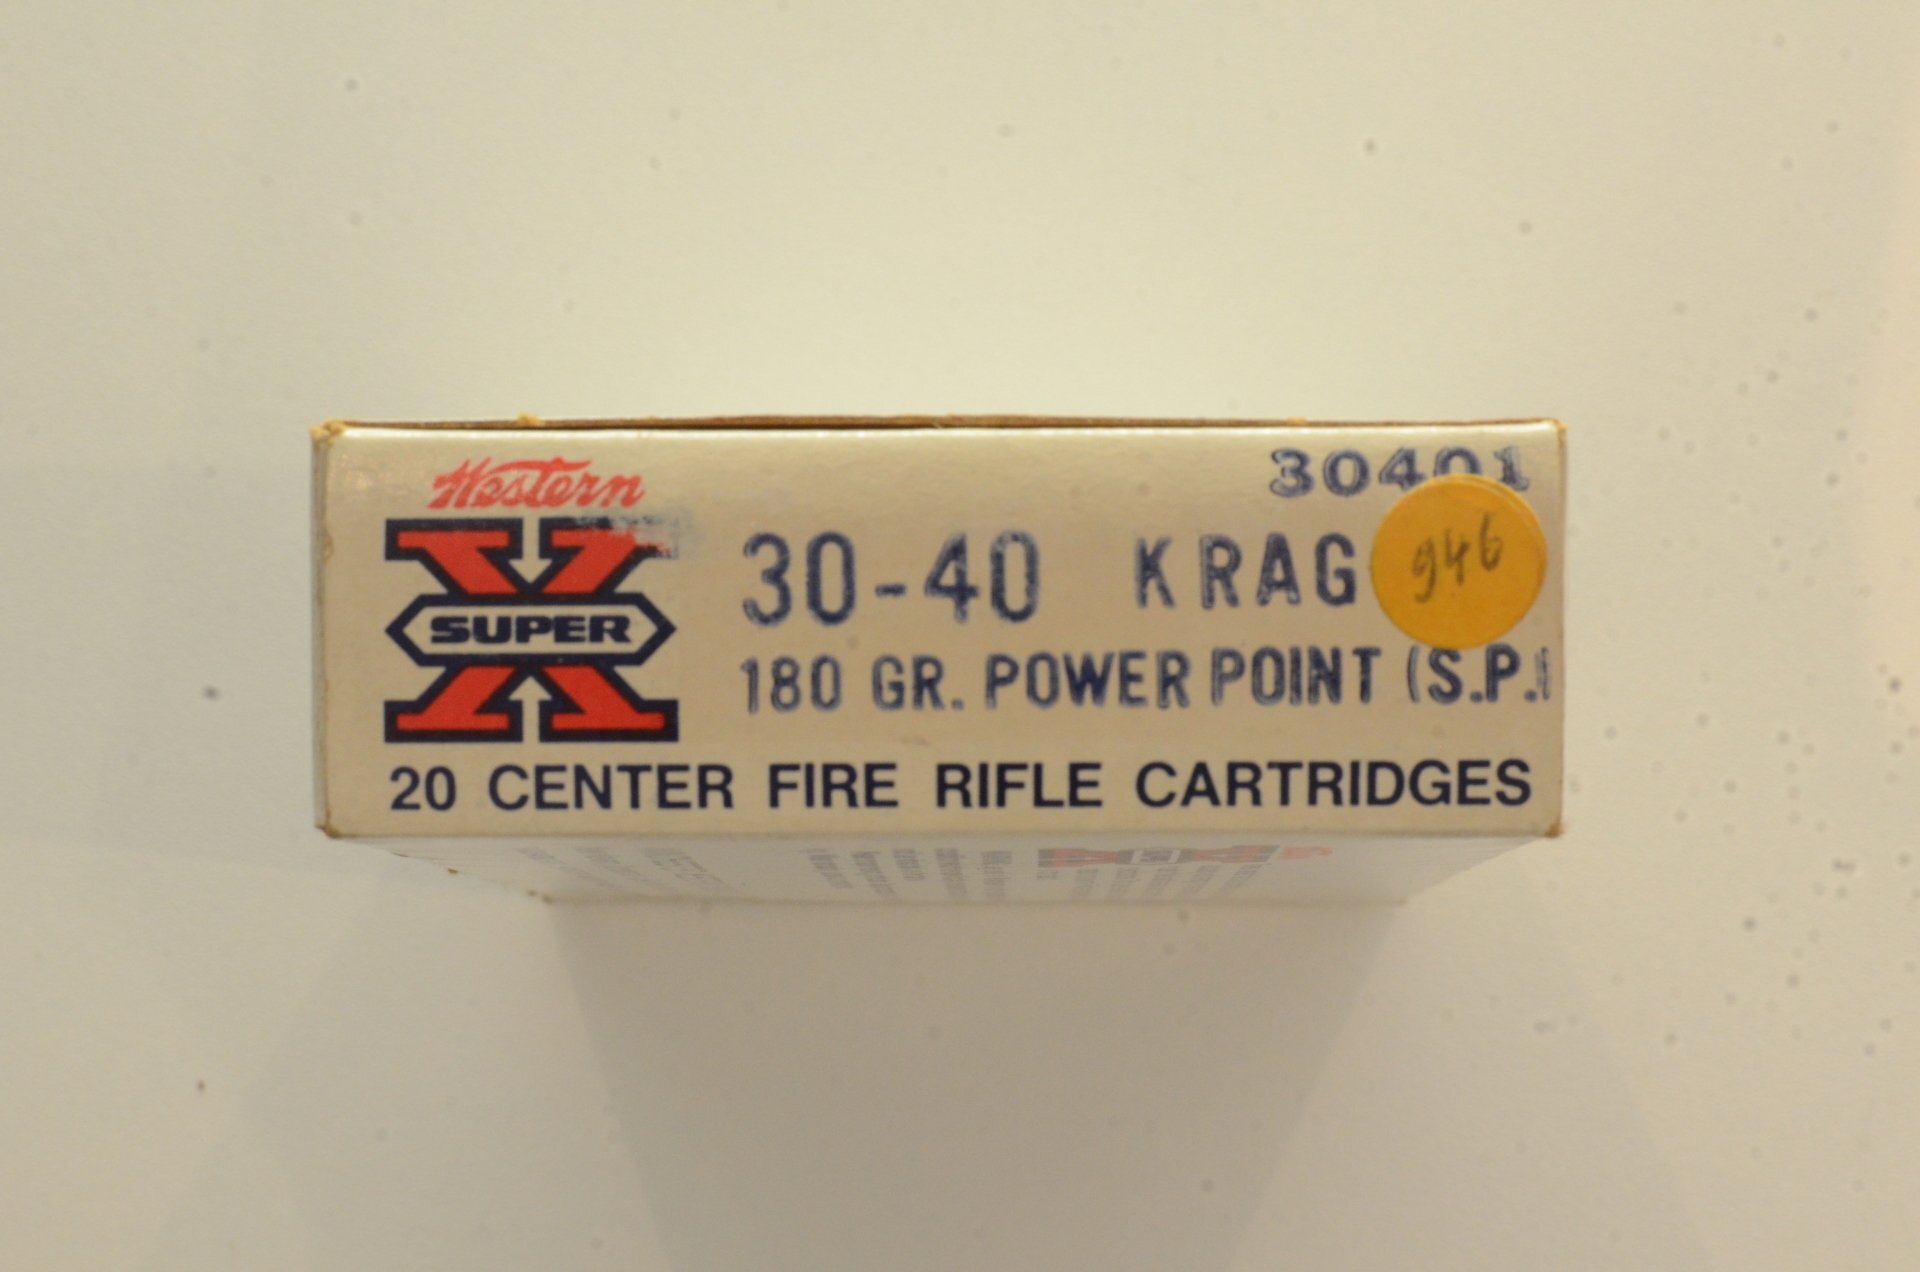 Western
SUPER X
30401
30-40 KRAG
946
180 GR. POWER POINT (S.P.)
20 CENTER FIRE RIFLE CARTRIDGES